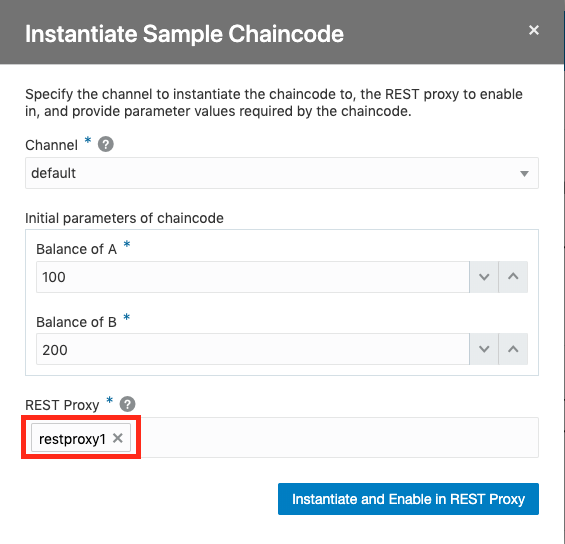 Instantiate Sample Chaincode
Specify the channel to instantiate the chaincode to, the REST proxy to enable
in, and provide parameter values required by the chaincode.
Channel * ?
default
Initial parameters of chaincode
Balance of A *
100
Balance of B *
200
REST Proxy * ?
restproxy1 ×
Instantiate and Enable in REST Proxy